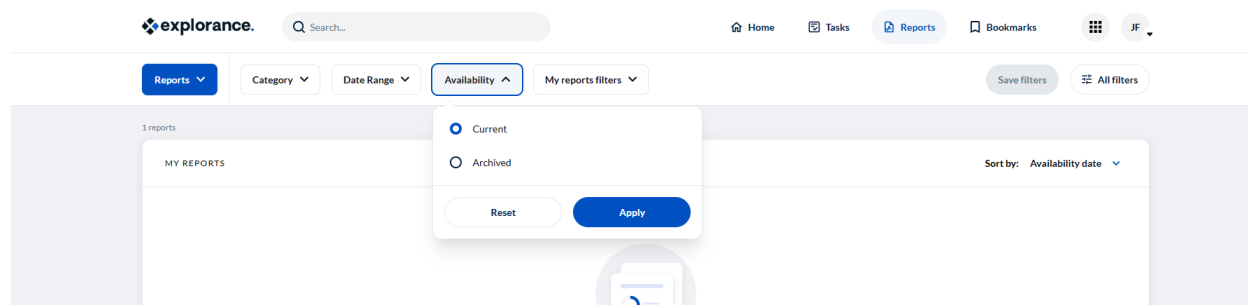 explorance.
Search...
Home
Tasks
Reports
Bookmarks
JF
Reports
Category
Date Range
Availability
My reports filters
Save filters
All filters
1 reports
Current
Archived
Reset
Apply
MY REPORTS
Sort by: Availability date